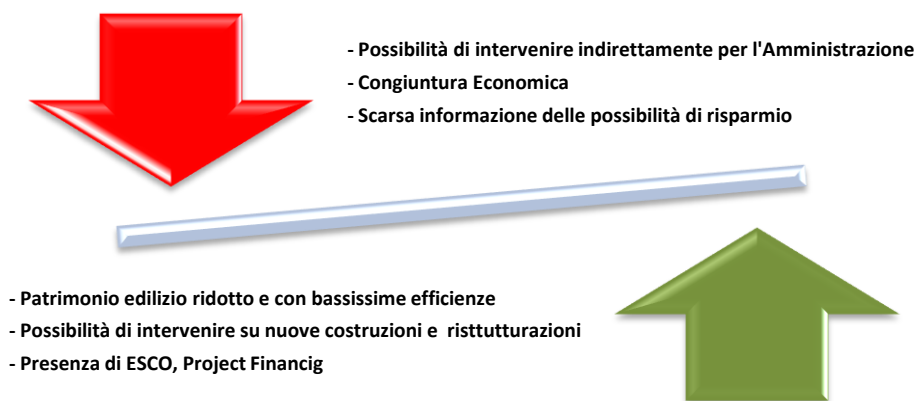 - Possibilità di intervenire indirettamente per l'Amministrazione
- Congiuntura Economica
- Scarsa informazione delle possibilità di risparmio
- Patrimonio edilizio ridotto e con bassissime efficienze
- Possibilità di intervenire su nuove costruzioni e risttutturazioni
- Presenza di ESCO, Project Financig